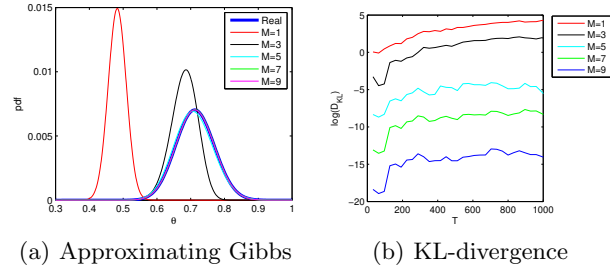 0.015
0.01
0.005
0
pdf
0.3 0.4 0.5 0.6 0.7 0.8 0.9 1
θ
Real
M=1
M=3
M=5
M=7
M=9
(a) Approximating Gibbs
5
0
−5
−10
−15
−20
log(D_KL)
0 200 400 600 800 1000
T
M=1
M=3
M=5
M=7
M=9
(b) KL-divergence